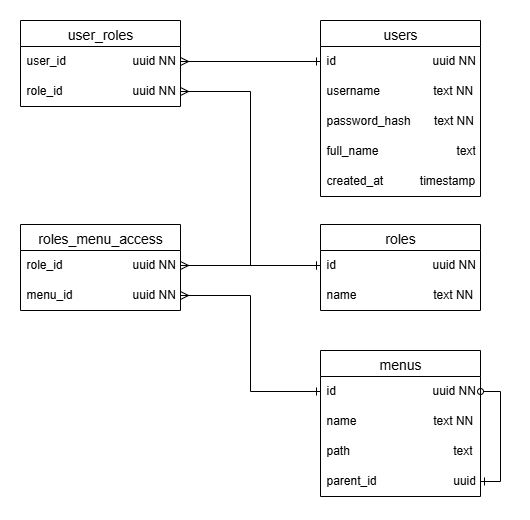 user_roles
user_id uuid NN
role_id uuid NN
users
id uuid NN
username text NN
password_hash text NN
full_name text
created_at timestamp
roles_menu_access
role_id uuid NN
menu_id uuid NN
roles
id uuid NN
name text NN
menus
id uuid NN
name text NN
path text
parent_id uuid